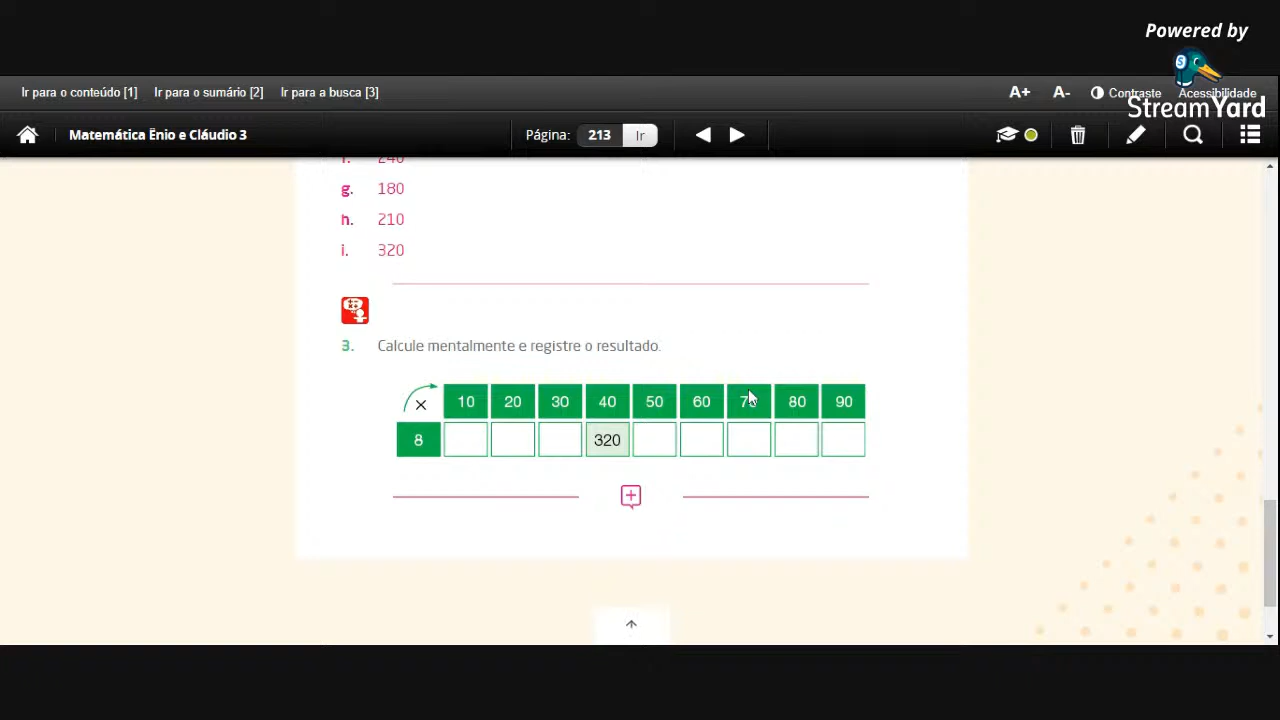 Powered by
StreamYard
Ir para o conteúdo [1] Ir para o sumário [2] Ir para a busca [3] A+ A- Contraste Acessibilidade
Matemática Ênio e Cláudio 3 Página: 213 Ir
f. 240
g. 180
h. 210
i. 320
3. Calcule mentalmente e registre o resultado.
× 10 20 30 40 50 60 70 80 90
8 320